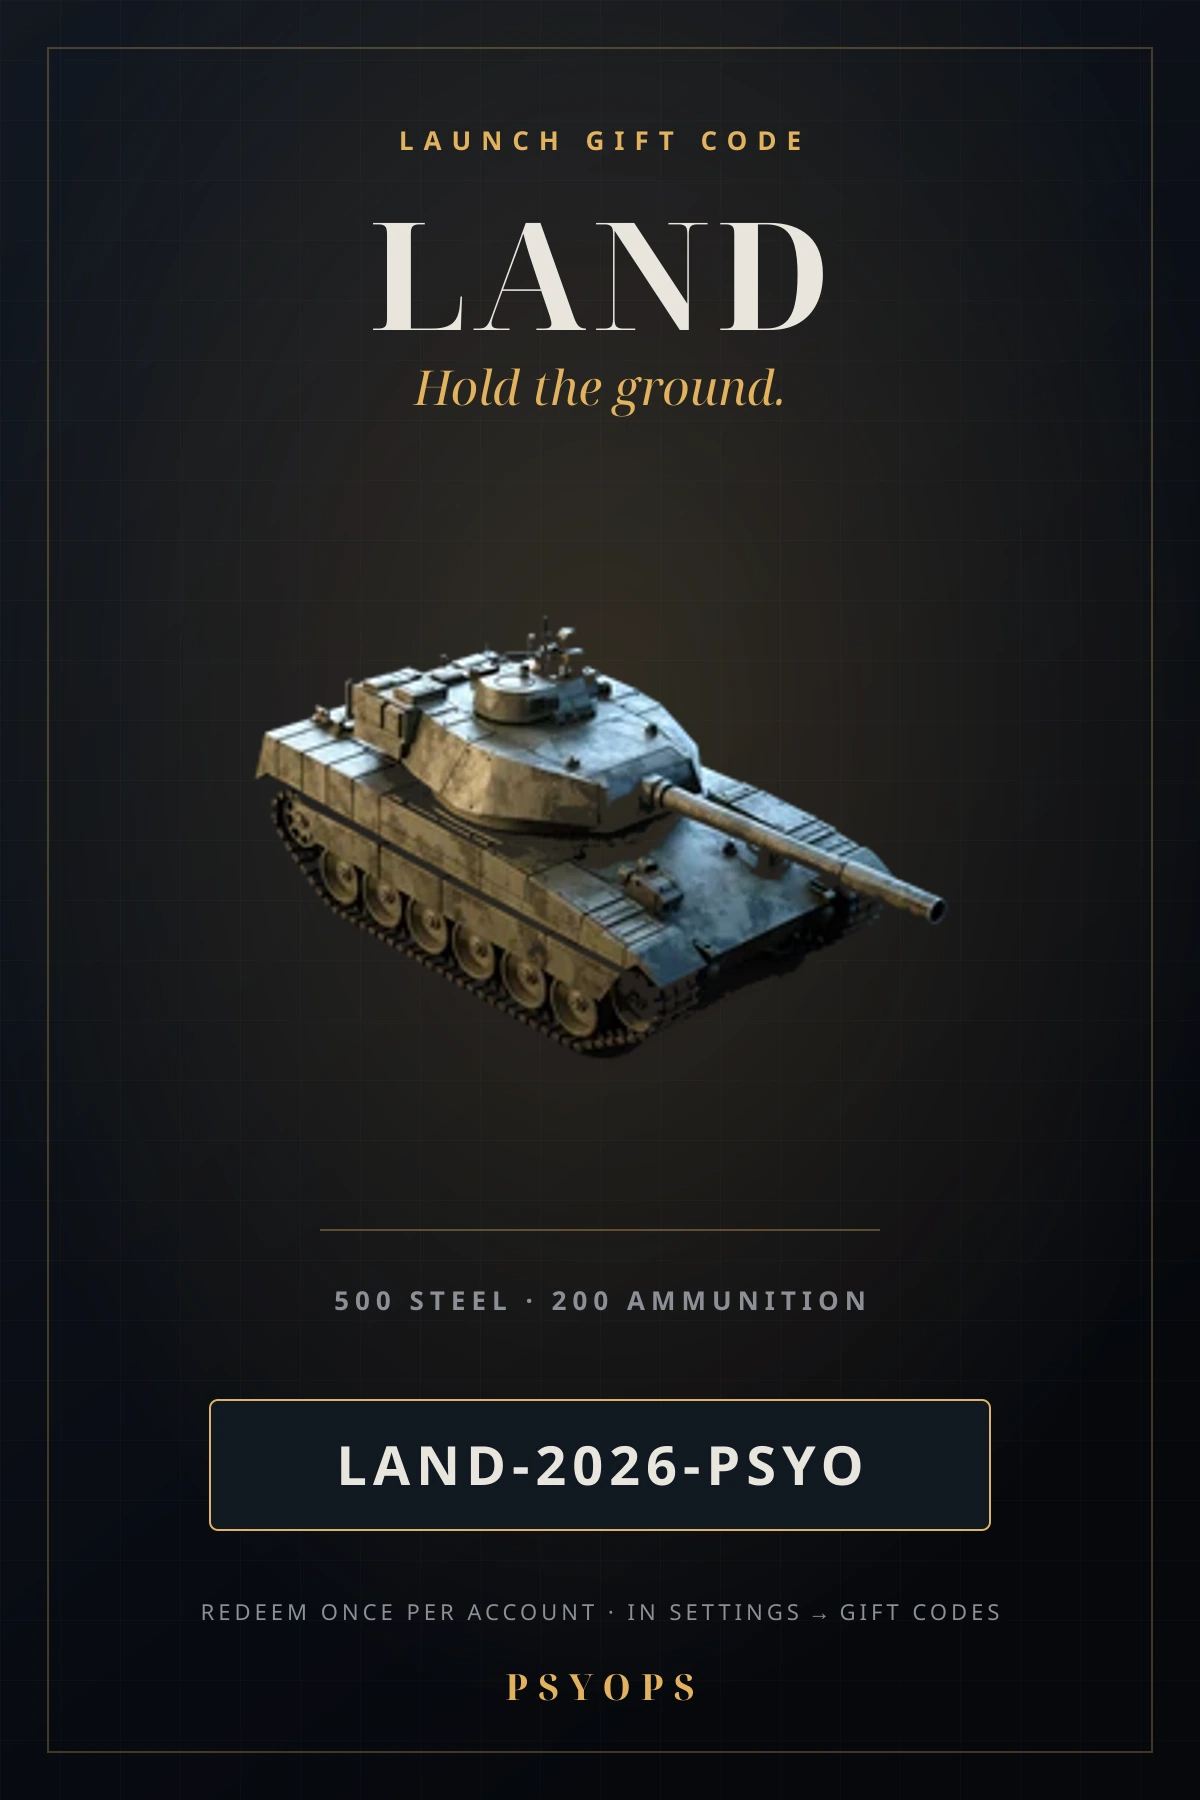 LAUNCH GIFT CODE
LAND
Hold the ground.
500 STEEL · 200 AMMUNITION
LAND-2026-PSYO
REDEEM ONCE PER ACCOUNT · IN SETTINGS → GIFT CODES
PSYOPS